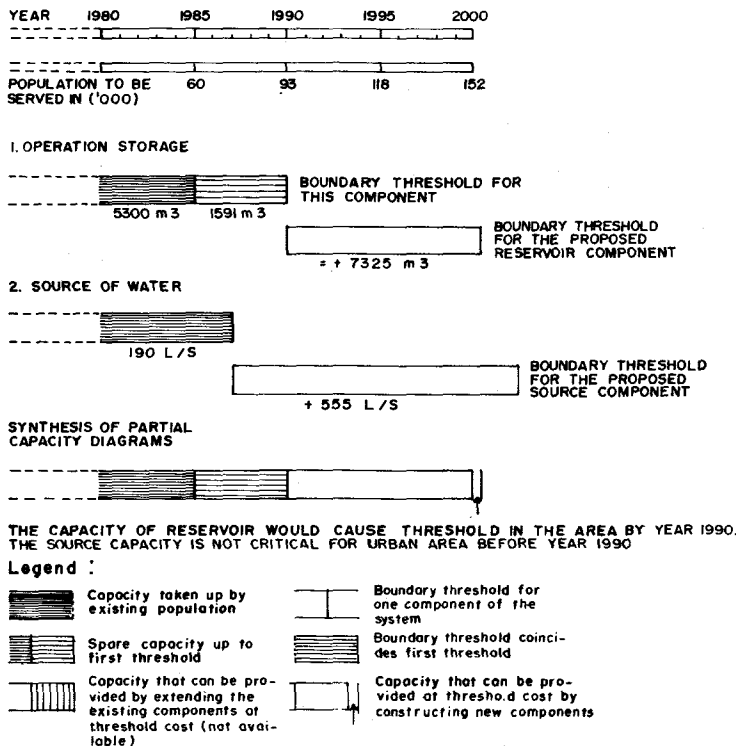 YEAR 1980 1985 1990 1995 2000
POPULATION TO BE
SERVED IN ('000) 60 93 118 152
1. OPERATION STORAGE
BOUNDARY THRESHOLD FOR
THIS COMPONENT
5300 m3 1591 m3
BOUNDARY THRESHOLD
FOR THE PROPOSED
RESERVOIR COMPONENT
= + 7325 m3
2. SOURCE OF WATER
190 L/S
BOUNDARY THRESHOLD
FOR THE PROPOSED
SOURCE COMPONENT
+ 555 L/S
SYNTHESIS OF PARTIAL
CAPACITY DIAGRAMS
THE CAPACITY OF RESERVOIR WOULD CAUSE THRESHOLD IN THE AREA BY YEAR 1990.
THE SOURCE CAPACITY IS NOT CRITICAL FOR URBAN AREA BEFORE YEAR 1990
Legend :
Capacity taken up by
existing population
Boundary threshold for
one component of the
system
Spare capacity up to
first threshold
Boundary threshold coinci-
des first threshold
Capacity that can be pro-
vided by extending the
existing components at
threshold cost (not avai-
lable)
Capacity that can be pro-
vided at threshold cost by
constructing new components